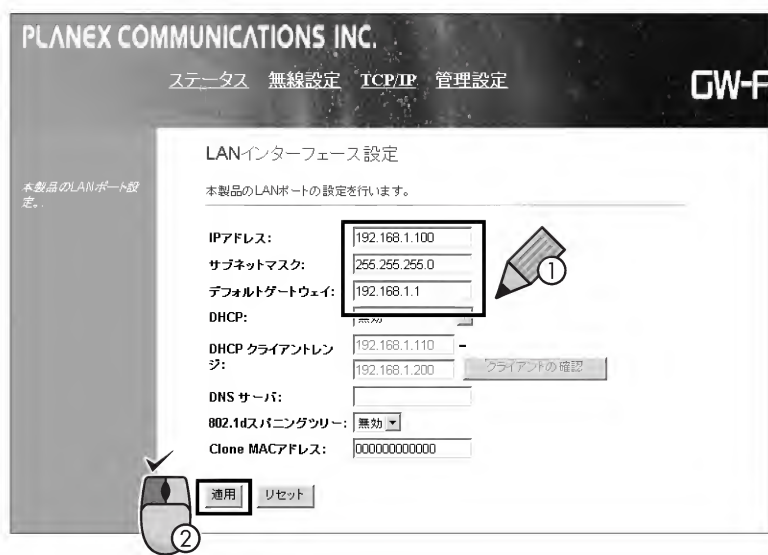 PLANEX COMMUNICATIONS INC.
ステータス 無線設定 TCP/IP 管理設定
GW-F
本製品のLANポート設
定。.
LANインターフェース設定
本製品のLANポートの設定を行います。
IPアドレス: 192.168.1.100
サブネットマスク: 255.255.255.0
デフォルトゲートウェイ: 192.168.1.1
①
DHCP: 無効
DHCP クライアントレン
ジ: 192.168.1.110 –
192.168.1.200 クライアントの確認
DNS サーバ:
802.1dスパニングツリー: 無効
Clone MACアドレス: 000000000000
適用 リセット
②